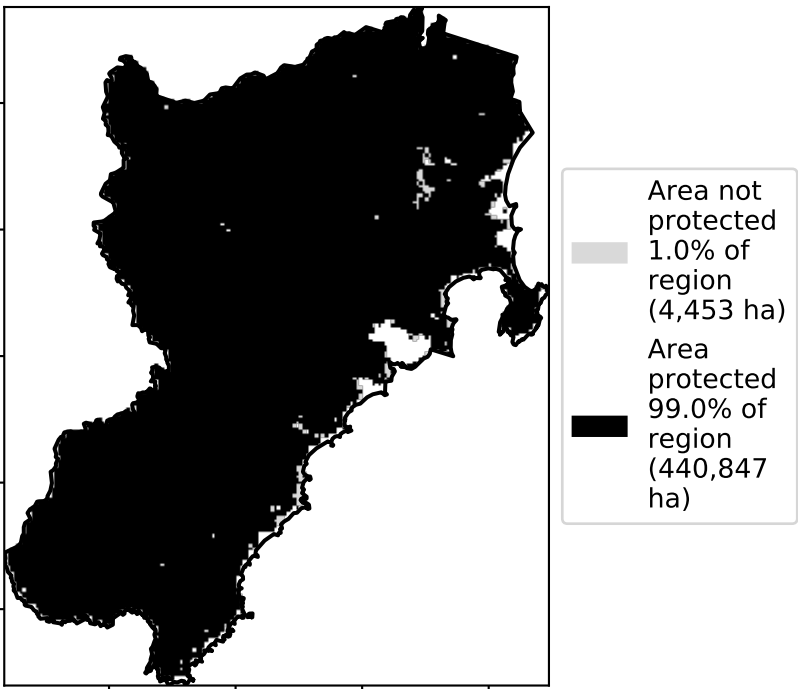 Area not
protected
1.0% of
region
(4,453 ha)
Area
protected
99.0% of
region
(440,847
ha)